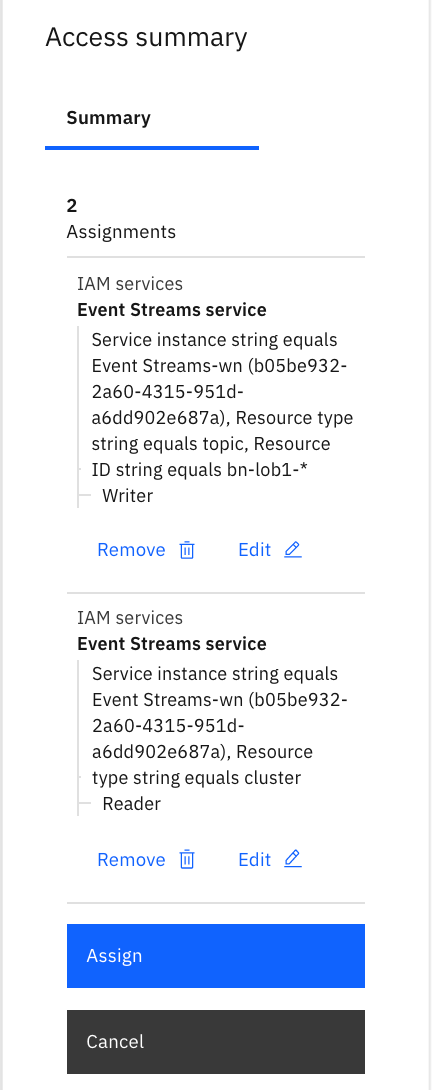 Access summary
Summary
2
Assignments
IAM services
Event Streams service
Service instance string equals
Event Streams-wn (b05be932-
2a60-4315-951d-
a6dd902e687a), Resource type
string equals topic, Resource
ID string equals bn-lob1-*
Writer
Remove Edit
IAM services
Event Streams service
Service instance string equals
Event Streams-wn (b05be932-
2a60-4315-951d-
a6dd902e687a), Resource
type string equals cluster
Reader
Remove Edit
Assign
Cancel